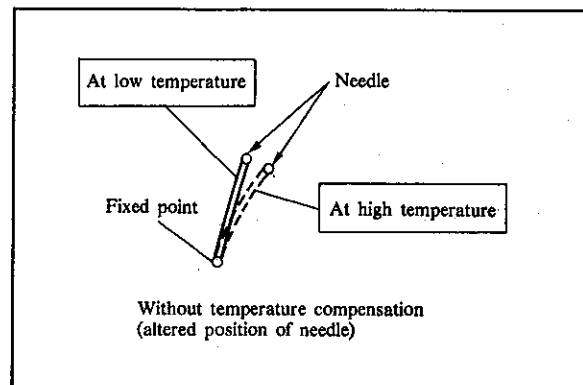 At low temperature
Needle
Fixed point
At high temperature
Without temperature compensation
(altered position of needle)